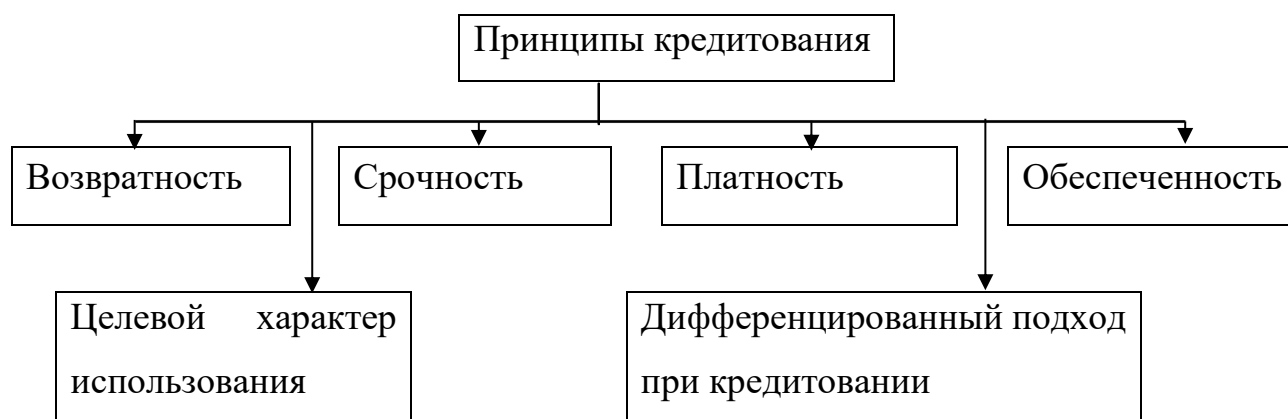 Принципы кредитования
Возвратность
Срочность
Платность
Обеспеченность
Целевой характер
использования
Дифференцированный подход
при кредитовании